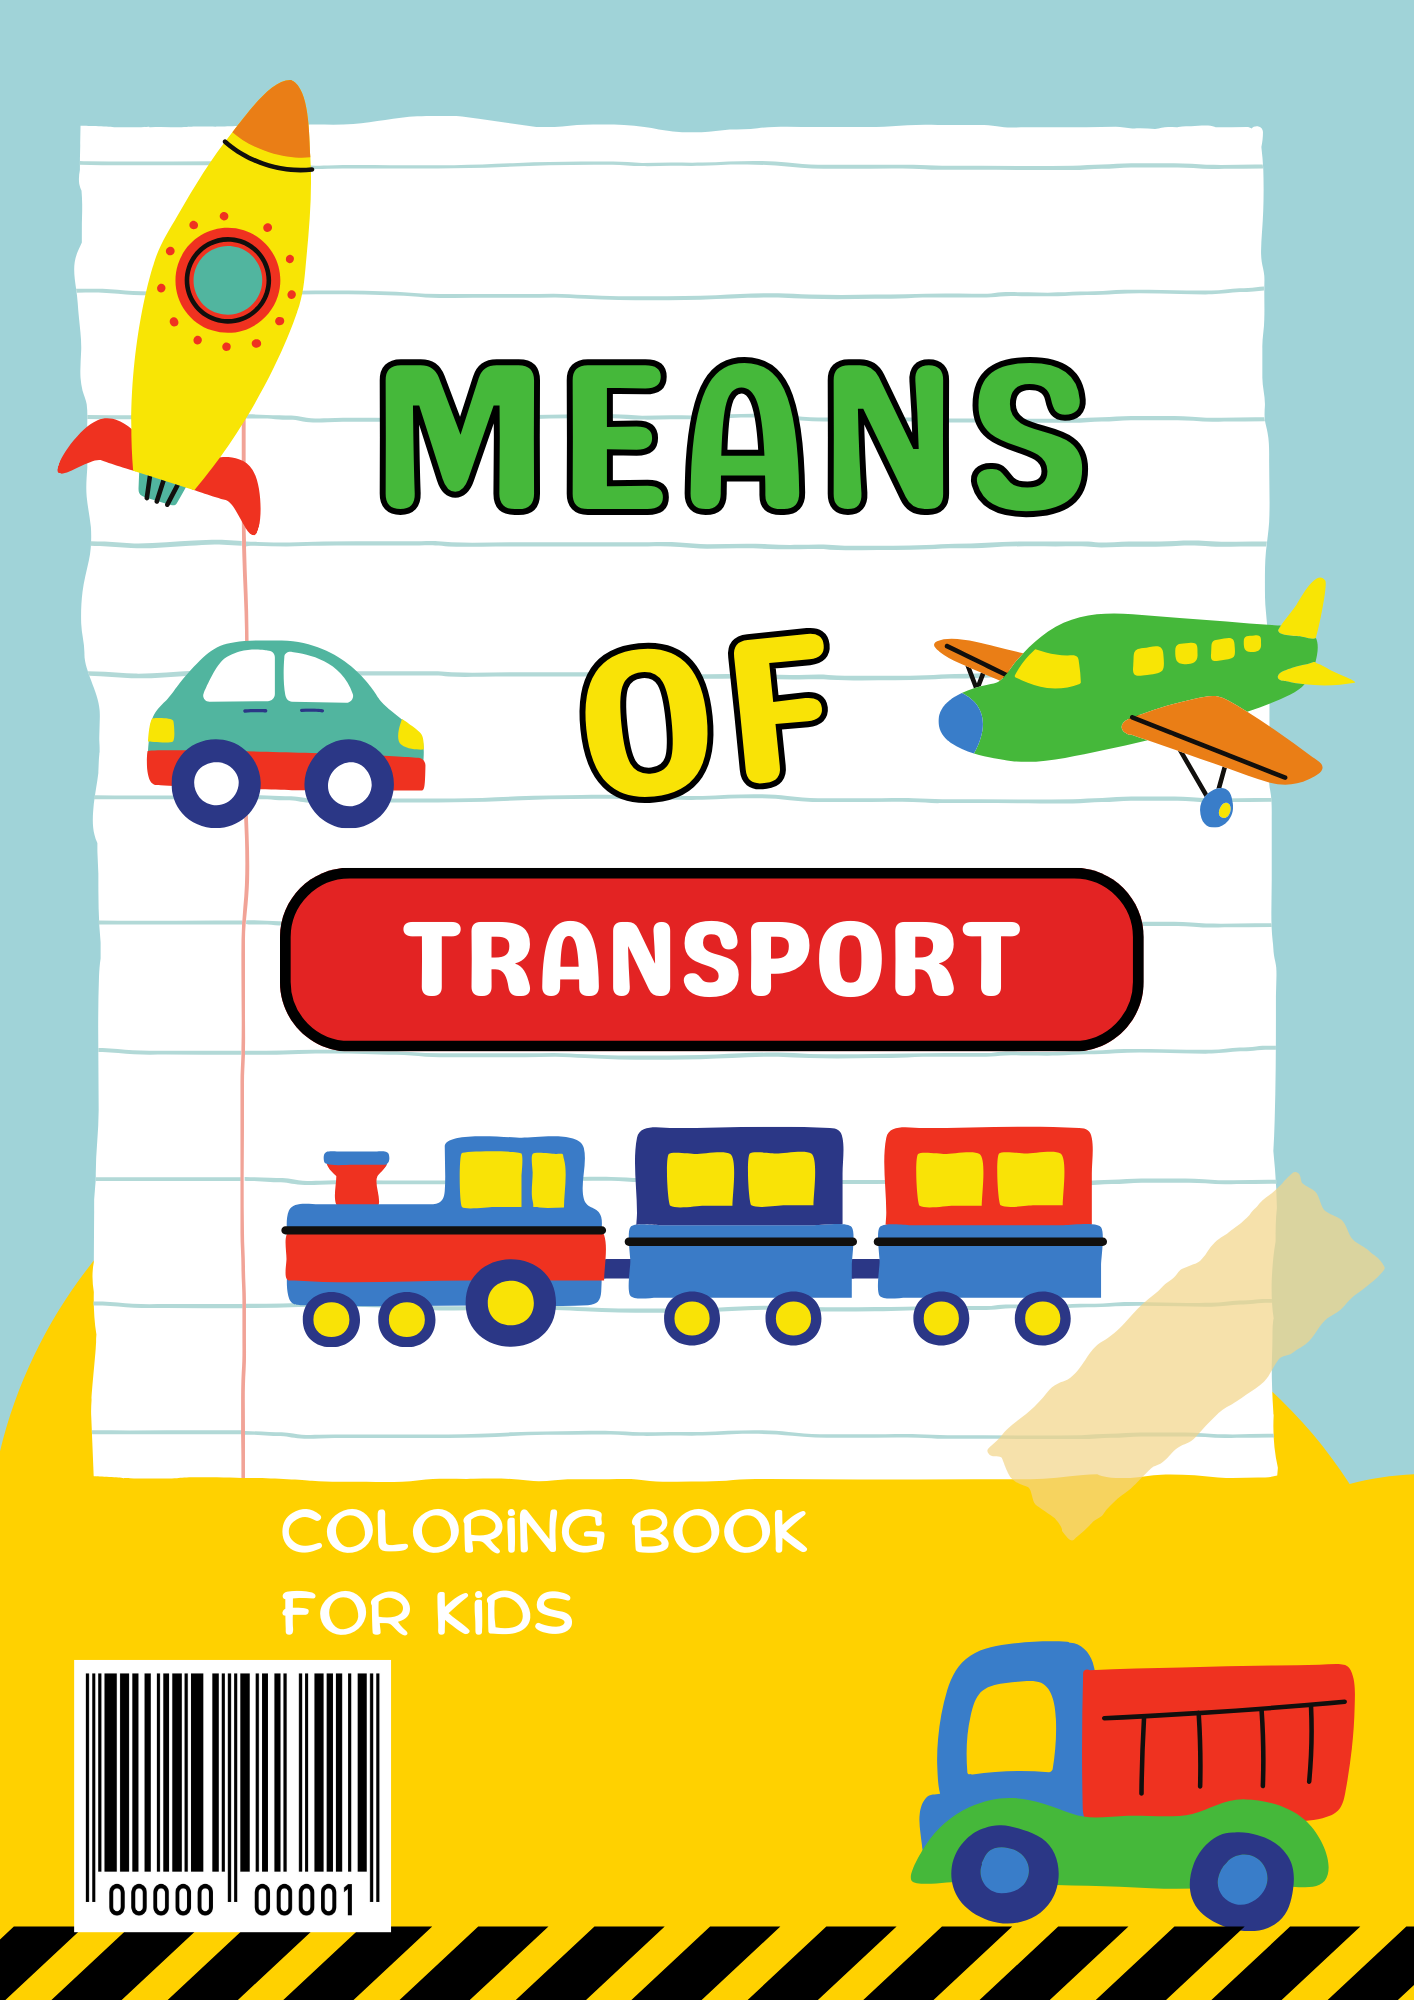 MEANS
OF
TRANSPORT
COLORING BOOK
FOR KIDS
00000 00001